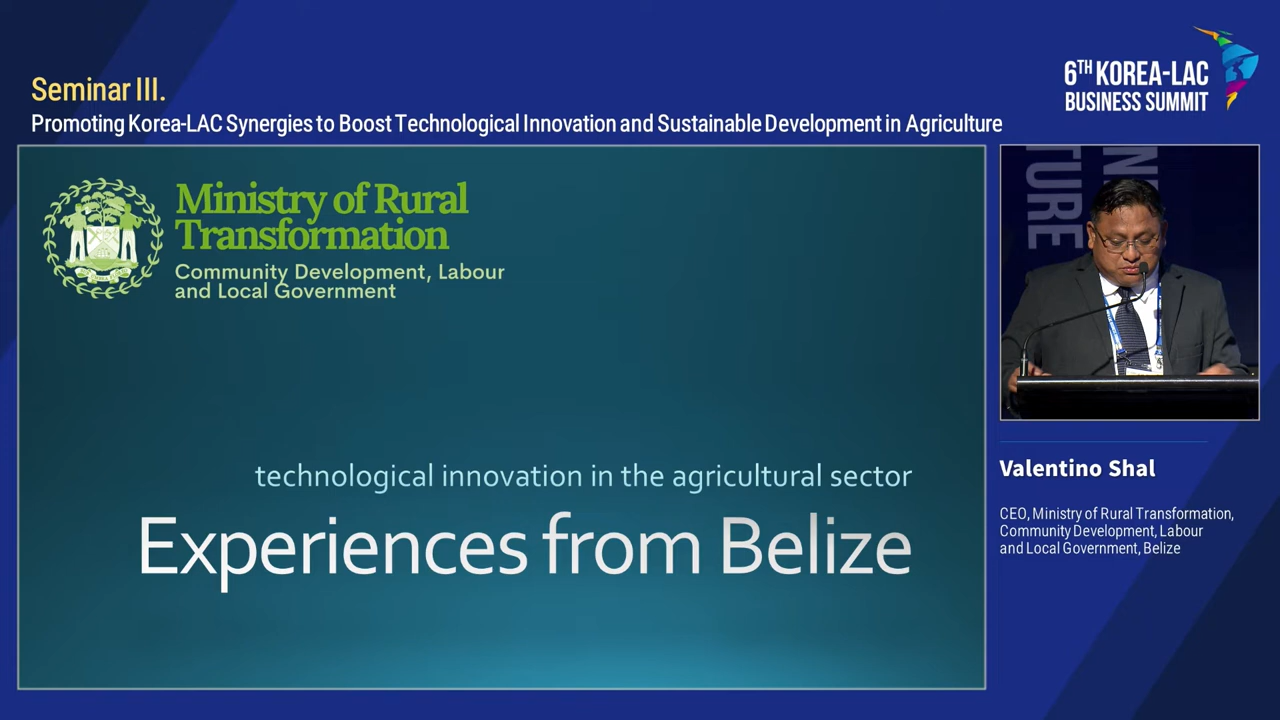 Seminar III.
Promoting Korea-LAC Synergies to Boost Technological Innovation and Sustainable Development in Agriculture
6TH KOREA-LAC
BUSINESS SUMMIT
Ministry of Rural
Transformation
Community Development, Labour
and Local Government
technological innovation in the agricultural sector
Experiences from Belize
TURE
Valentino Shal
CEO, Ministry of Rural Transformation,
Community Development, Labour
and Local Government, Belize